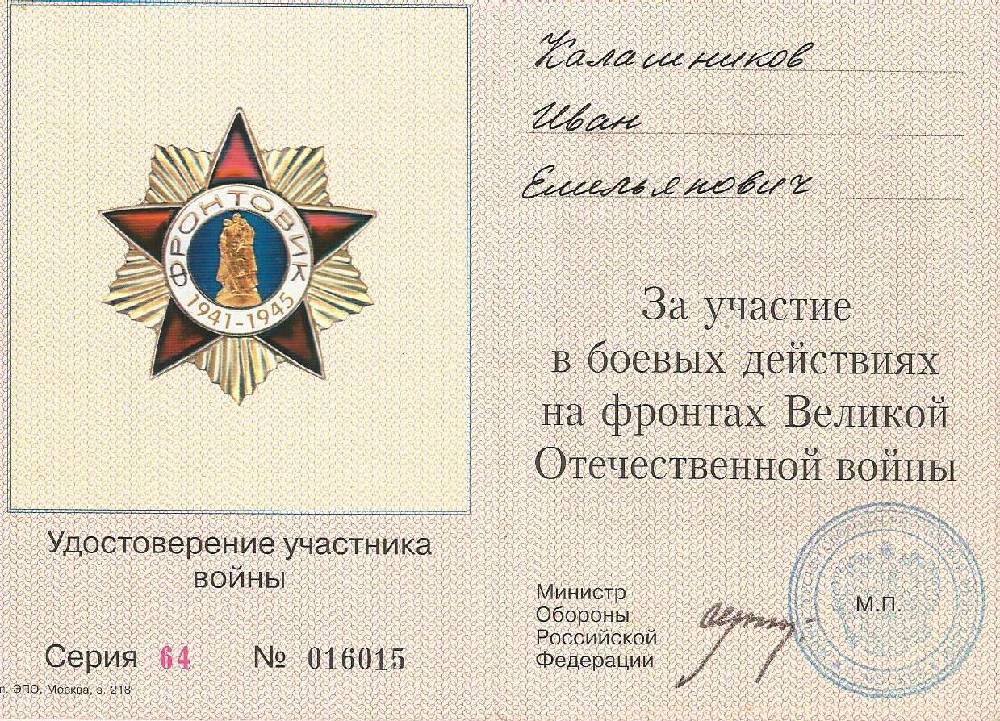 ФРОНТОВИК
1941-1945
Удостоверение участника
войны
Серия 64 № 016015
ЭПО, Москва, з. 218
Калашников
Иван
Емельянович
За участие
в боевых действиях
на фронтах Великой
Отечественной войны
Министр
Обороны
Российской
Федерации
М.П.